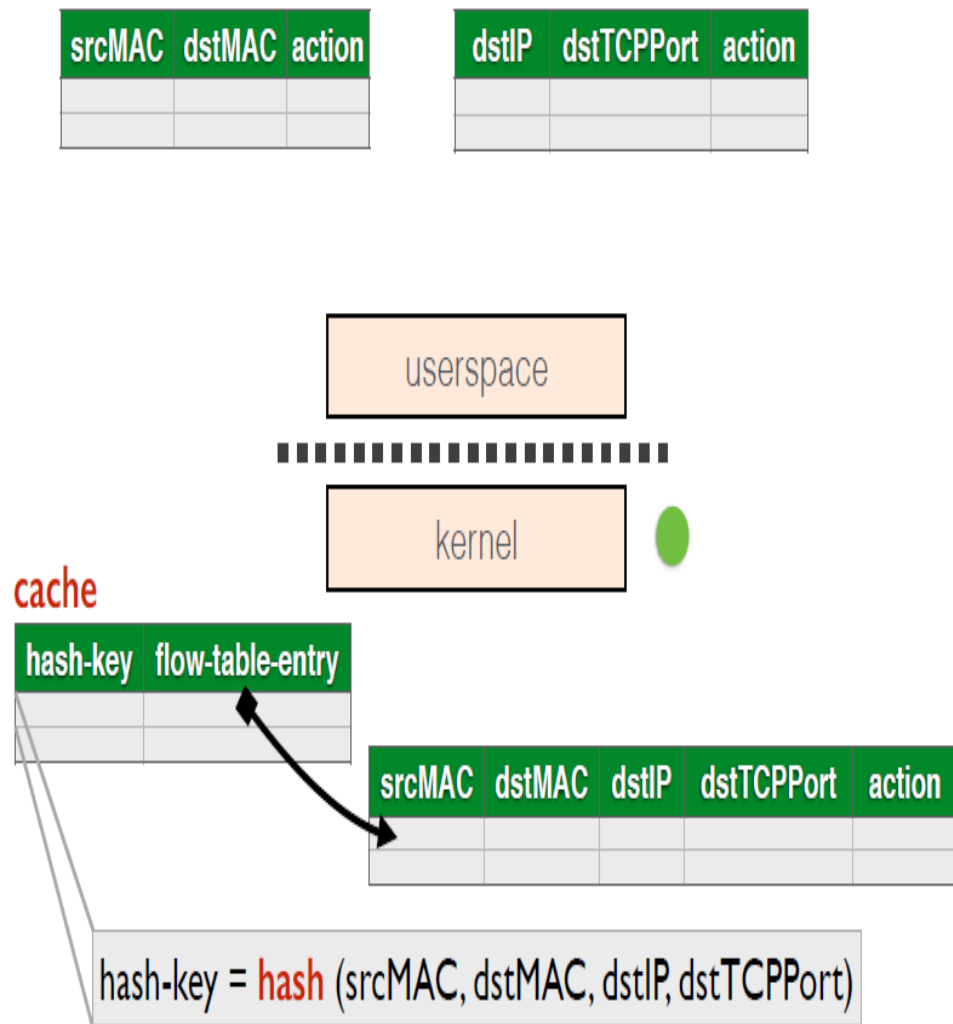 srcMAC dstMAC action
dstIP dstTCPPort action
userspace
kernel
cache
hash-key flow-table-entry
srcMAC dstMAC dstIP dstTCPPort action
hash-key = hash (srcMAC, dstMAC, dstIP, dstTCPPort)